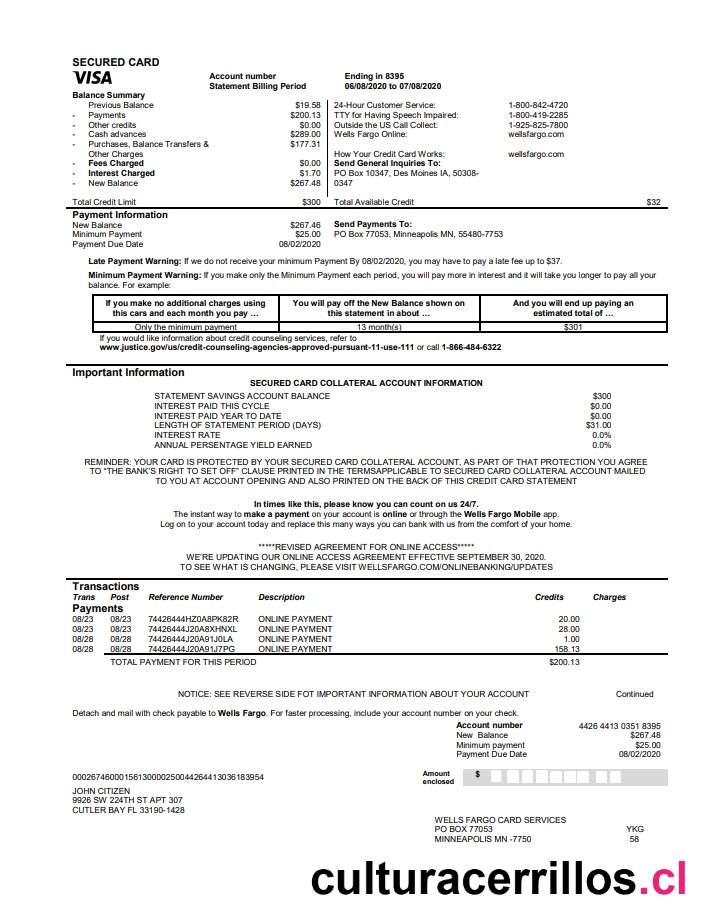 SECURED CARD
VISA
Account number Ending in 8395
Statement Billing Period 06/08/2020 to 07/08/2020
Balance Summary
Previous Balance $19.58
- Payments $200.13
- Other credits $0.00
- Cash advances $289.00
- Purchases, Balance Transfers & $177.31
Other Charges
- Fees Charged $0.00
- Interest Charged $1.70
- New Balance $267.48
24-Hour Customer Service: 1-800-842-4720
TTY for Having Speech Impaired: 1-800-419-2285
Outside the US Call Collect: 1-925-825-7800
Wells Fargo Online: wellsfargo.com
How Your Credit Card Works: wellsfargo.com
Send General Inquiries To:
PO Box 10347, Des Moines IA, 50308-
0347
Total Credit Limit $300 Total Available Credit $32
Payment Information
New Balance $267.46
Minimum Payment $25.00
Payment Due Date 08/02/2020
Send Payments To:
PO Box 77053, Minneapolis MN, 55480-7753
Late Payment Warning: If we do not receive your minimum Payment By 08/02/2020, you may have to pay a late fee up to $37.
Minimum Payment Warning: If you make only the Minimum Payment each period, you will pay more in interest and it will take you longer to pay all your
balance. For example:
If you make no additional charges using
this cars and each month you pay ...
You will pay off the New Balance shown on
this statement in about ...
And you will end up paying an
estimated total of ...
Only the minimum payment 13 month(s) $301
If you would like information about credit counseling services, refer to
www.justice.gov/us/credit-counseling-agencies-approved-pursuant-11-use-111 or call 1-866-484-6322
Important Information
SECURED CARD COLLATERAL ACCOUNT INFORMATION
STATEMENT SAVINGS ACCOUNT BALANCE $300
INTEREST PAID THIS CYCLE $0.00
INTEREST PAID YEAR TO DATE $0.00
LENGTH OF STATEMENT PERIOD (DAYS) $31.00
INTEREST RATE 0.0%
ANNUAL PERSENTAGE YIELD EARNED 0.0%
REMINDER: YOUR CARD IS PROTECTED BY YOUR SECURED CARD COLLATERAL ACCOUNT, AS PART OF THAT PROTECTION YOU AGREE
TO "THE BANK'S RIGHT TO SET OFF" CLAUSE PRINTED IN THE TERMSAPPLICABLE TO SECURED CARD COLLATERAL ACCOUNT MAILED
TO YOU AT ACCOUNT OPENING AND ALSO PRINTED ON THE BACK OF THIS CREDIT CARD STATEMENT
In times like this, please know you can count on us 24/7.
The instant way to make a payment on your account is online or through the Wells Fargo Mobile app.
Log on to your account today and replace this many ways you can bank with us from the comfort of your home.
*****REVISED AGREEMENT FOR ONLINE ACCESS*****
WE'RE UPDATING OUR ONLINE ACCESS AGREEMENT EFFECTIVE SEPTEMBER 30, 2020.
TO SEE WHAT IS CHANGING, PLEASE VISIT WELLSFARGO.COM/ONLINEBANKING/UPDATES
Transactions
Trans Post Reference Number Description Credits Charges
Payments
08/23 08/23 74426444HZ0A8PK82R ONLINE PAYMENT 20.00
08/23 08/23 74426444J20A8XHNXL ONLINE PAYMENT 28.00
08/28 08/28 74426444J20A91J0LA ONLINE PAYMENT 1.00
08/28 08/28 74426444J20A91J7PG ONLINE PAYMENT 158.13
TOTAL PAYMENT FOR THIS PERIOD $200.13
NOTICE: SEE REVERSE SIDE FOT IMPORTANT INFORMATION ABOUT YOUR ACCOUNT Continued
Detach and mail with check payable to Wells Fargo. For faster processing, include your account number on your check.
Account number 4426 4413 0351 8395
New Balance $267.48
Minimum payment $25.00
Payment Due Date 08/02/2020
Amount
enclosed
$
000267460001561300002500442644130361839​54
JOHN CITIZEN
9926 SW 224TH ST APT 307
CUTLER BAY FL 33190-1428
WELLS FARGO CARD SERVICES
PO BOX 77053 YKG
MINNEAPOLIS MN -7750 58
culturacerrillos.cl